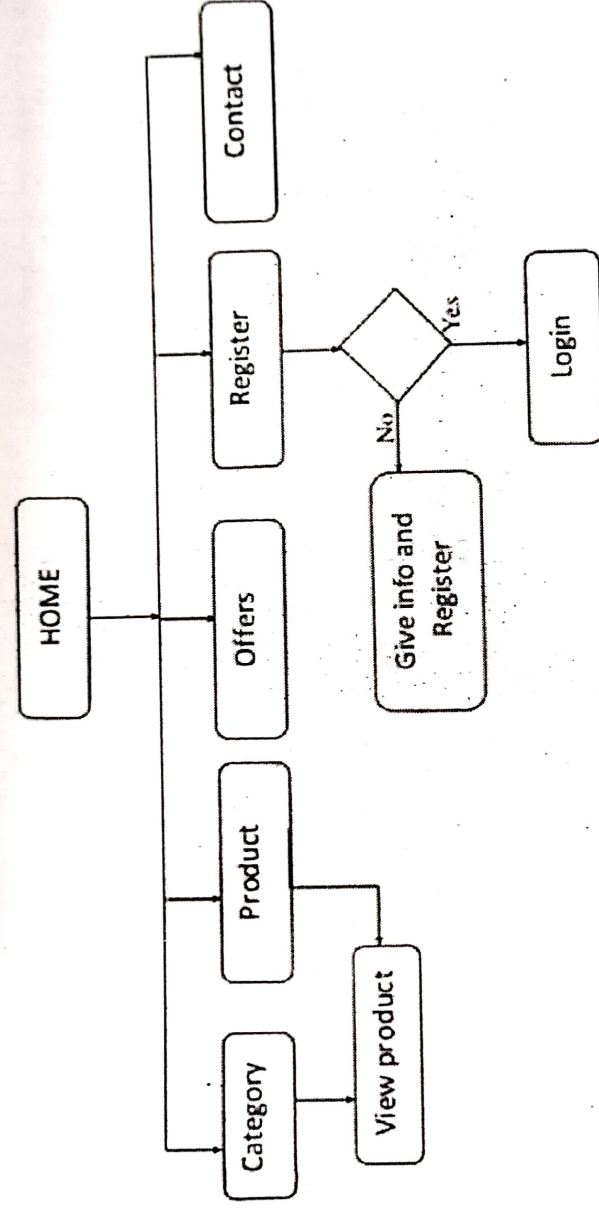 HOME
Category
Product
Offers
Register
Contact
View product
Give info and
Register
No
Yes
Login